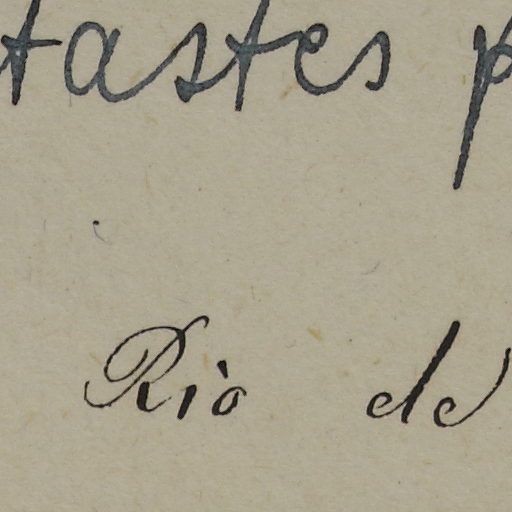 tastes p
Rio de